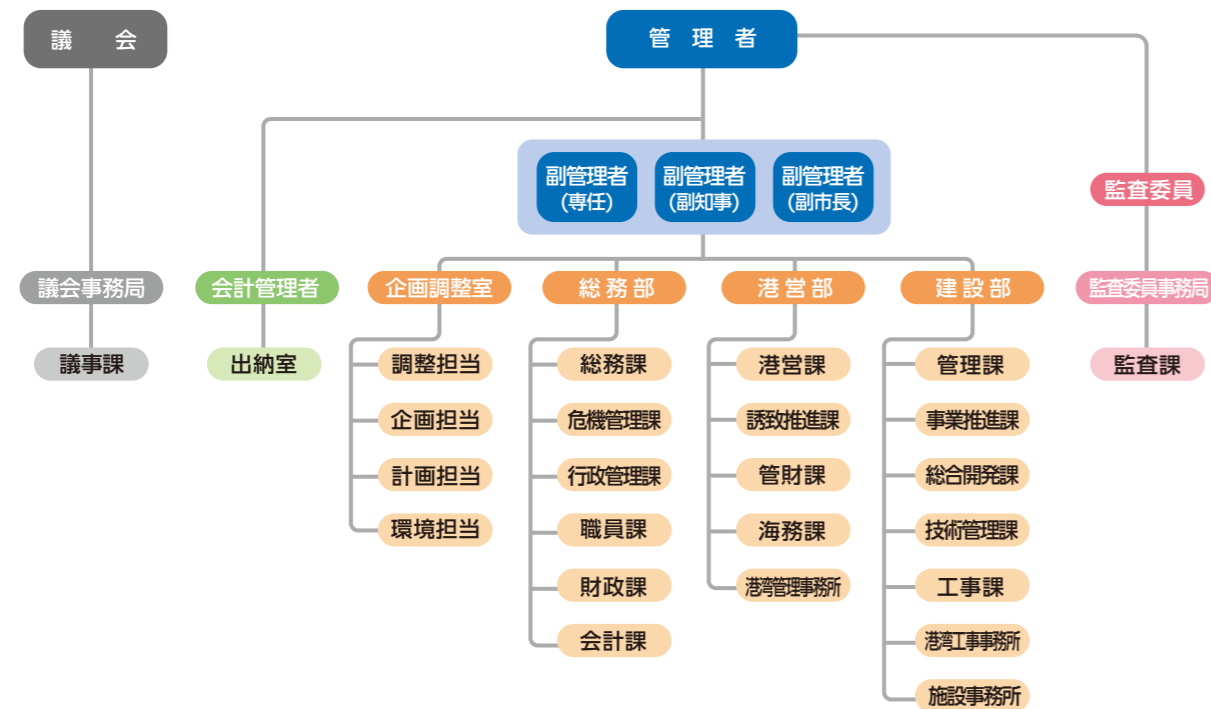 議　会
管　理　者
副管理者
(専任)
副管理者
(副知事)
副管理者
(副市長)
監査委員
議会事務局
会計管理者
企画調整室
総務部
港営部
建設部
監査委員事務局
議事課
出納室
調整担当
企画担当
計画担当
環境担当
総務課
危機管理課
行政管理課
職員課
財政課
会計課
港営課
誘致推進課
管財課
海務課
港湾管理事務所
管理課
事業推進課
総合開発課
技術管理課
工事課
港湾工事事務所
施設事務所
監査課